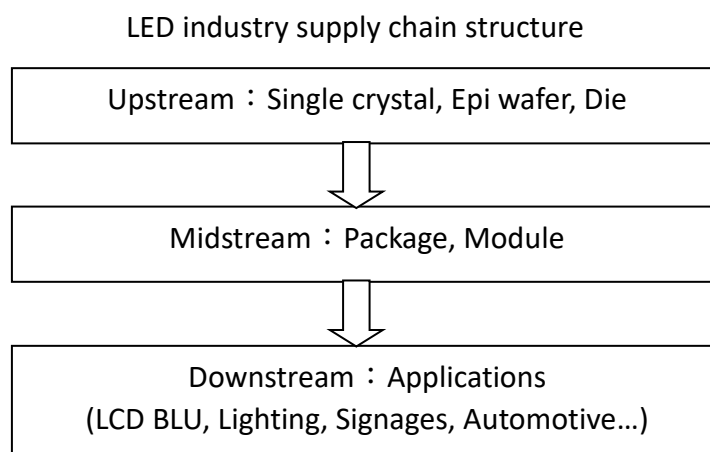 LED industry supply chain structure
Upstream：Single crystal, Epi wafer, Die
Midstream：Package, Module
Downstream：Applications
(LCD BLU, Lighting, Signages, Automotive…)